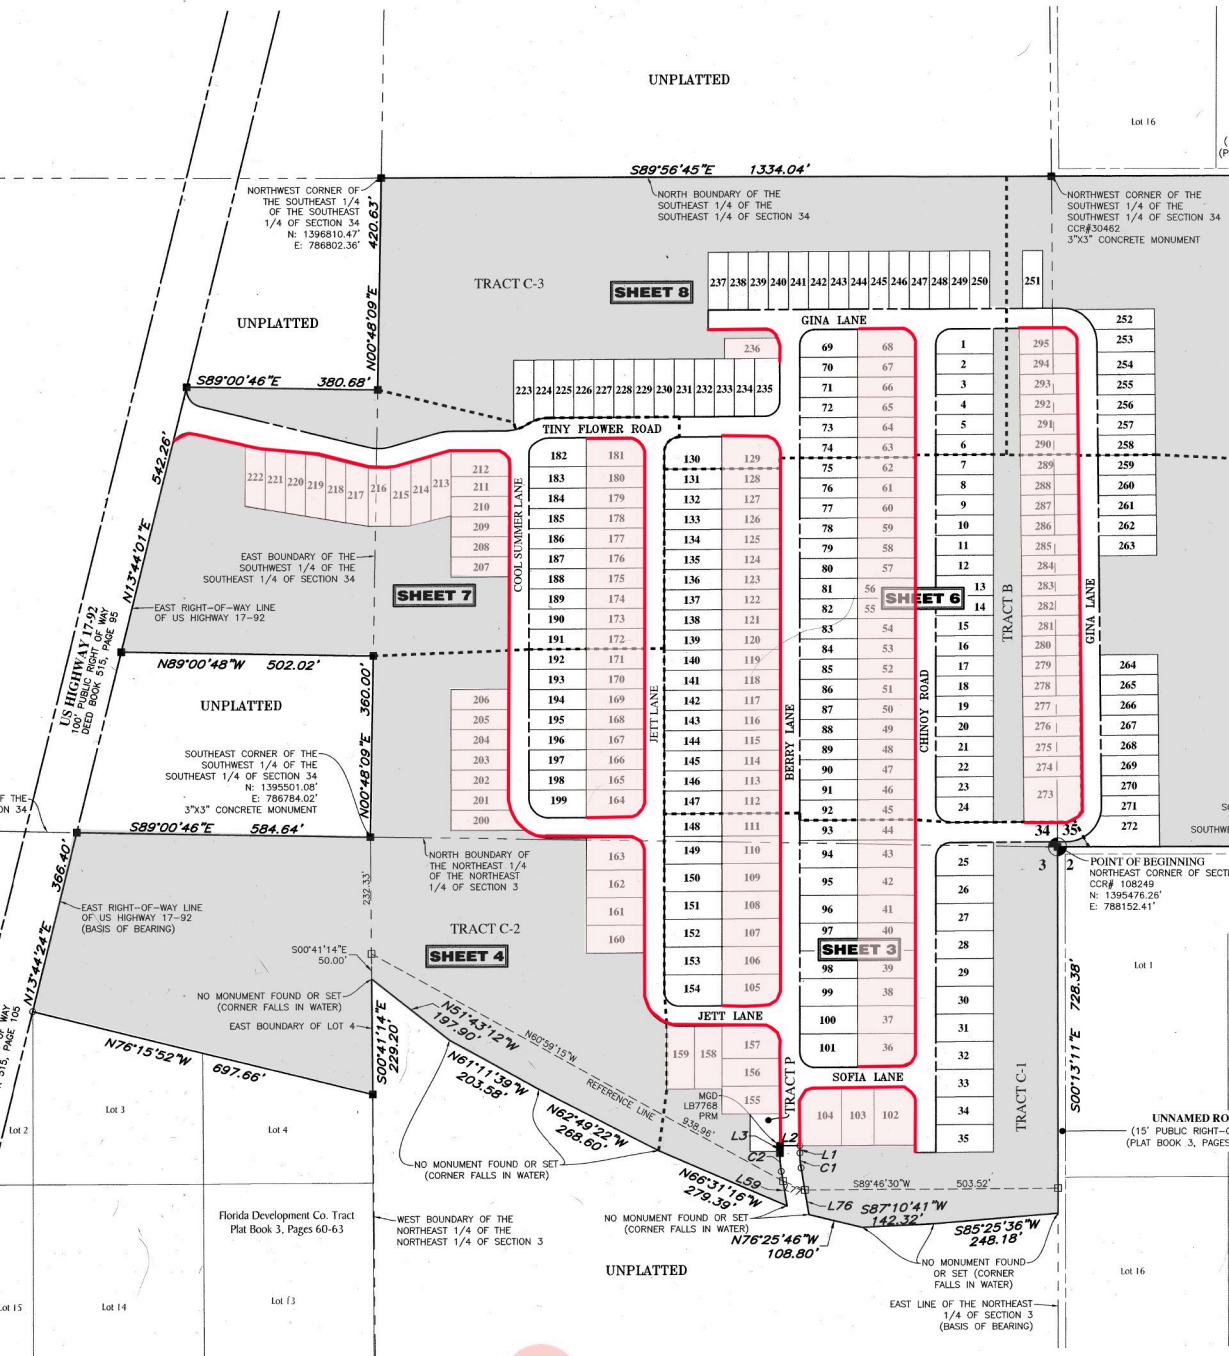 UNPLATTED
Lot 16
S89°56'45"E 1334.04'
NORTHWEST CORNER OF
THE SOUTHEAST 1/4
OF THE SOUTHEAST
1/4 OF SECTION 34
N: 1396810.47'
E: 786802.36'
420.63'
N00°48'09"E
NORTH BOUNDARY OF THE
SOUTHEAST 1/4 OF THE
SOUTHEAST 1/4 OF SECTION 34
NORTHWEST CORNER OF THE
SOUTHWEST 1/4 OF THE
SOUTHWEST 1/4 OF SECTION 34
CCR#30462
3"X3" CONCRETE MONUMENT
TRACT C-3
SHEET 8
237 238 239 240 241 242 243 244 245 246 247 248 249 250
251
UNPLATTED
GINA LANE
252
253
254
255
256
257
258
259
260
261
262
263
236
69
70
71
72
73
74
75
76
77
78
79
80
81
82
83
84
85
86
87
88
89
90
91
92
93
94
95
96
97
98
99
100
101
68
67
66
65
64
63
62
61
60
59
58
57
56
55
54
53
52
51
50
49
48
47
46
45
44
43
42
41
40
39
38
37
36
1
2
3
4
5
6
7
8
9
10
11
12
13
14
15
16
17
18
19
20
21
22
23
24
25
26
27
28
29
30
31
32
33
34
35
295
294
293
292
291
290
289
288
287
286
285
284
283
282
281
280
279
278
277
276
275
274
273
S89°00'46"E 380.68'
223 224 225 226 227 228 229 230 231 232 233 234 235
TINY FLOWER ROAD
542.26'
N13°44'01"E
222 221 220 219 218 217 216 215 214 213
212
211
210
209
208
207
COOL SUMMER LANE
182
183
184
185
186
187
188
189
190
191
192
193
194
195
196
197
198
199
181
180
179
178
177
176
175
174
173
172
171
170
169
168
167
166
165
164
130
131
132
133
134
135
136
137
138
139
140
141
142
143
144
145
146
147
148
149
150
151
152
153
154
129
128
127
126
125
124
123
122
121
120
119
118
117
116
115
114
113
112
111
110
109
108
107
106
105
EAST BOUNDARY OF THE
SOUTHWEST 1/4 OF THE
SOUTHEAST 1/4 OF SECTION 34
SHEET 7
SHEET 6
EAST RIGHT-OF-WAY LINE
OF US HIGHWAY 17-92
TRACT B
GINA LANE
US HIGHWAY 17-92
100' PUBLIC RIGHT OF WAY
DEED BOOK 515, PAGE 95
N89°00'48"W 502.02'
264
265
266
267
268
269
270
271
272
UNPLATTED
360.00'
N00°48'09"E
206
205
204
203
202
201
200
JETT LANE
BERRY LANE
CHINOY ROAD
SOUTHEAST CORNER OF THE
SOUTHWEST 1/4 OF THE
SOUTHEAST 1/4 OF SECTION 34
N: 1395501.08'
E: 786784.02'
3"X3" CONCRETE MONUMENT
F THE
ON 34
S89°00'46"E 584.64'
34 35
3 2
SOUTHWE
366.40'
N13°44'24"E
232.33'
NORTH BOUNDARY OF
THE NORTHEAST 1/4
OF THE NORTHEAST
1/4 OF SECTION 3
163
162
161
160
POINT OF BEGINNING
NORTHEAST CORNER OF SECTI
CCR# 108249
N: 1395476.26'
E: 788152.41'
EAST RIGHT-OF-WAY LINE
OF US HIGHWAY 17-92
(BASIS OF BEARING)
TRACT C-2
SHEET 4
SHEET 3
S00°41'14"E
50.00'
Lot 1
NO MONUMENT FOUND OR SET
(CORNER FALLS IN WATER)
EAST BOUNDARY OF LOT 4
S00°41'14"E
229.20'
N51°43'12"W
197.90'
N60°59'15"W
REFERENCE LINE
938.96'
JETT LANE
159 158
157
156
155
TRACT P
SOFIA LANE
104 103 102
TRACT C-1
728.38'
S00°13'11"E
OF WAY
515, PAGE 105
N76°15'52"W 697.66'
N61°11'39"W
203.58'
N62°49'22"W
268.60'
MGD
LB7768
PRM
Lot 3
Lot 2
Lot 4
UNNAMED RO
(15' PUBLIC RIGHT-O
(PLAT BOOK 3, PAGES
L3
L2
C2
L1
C1
L59
L76
NO MONUMENT FOUND OR SET
(CORNER FALLS IN WATER)
N66°31'16"W
279.39'
S89°46'30"W 503.52'
S87°10'41"W
142.32'
S85°25'36"W
248.18'
N76°25'46"W
108.80'
NO MONUMENT FOUND OR SET
(CORNER FALLS IN WATER)
Florida Development Co. Tract
Plat Book 3, Pages 60-63
WEST BOUNDARY OF THE
NORTHEAST 1/4 OF THE
NORTHEAST 1/4 OF SECTION 3
UNPLATTED
NO MONUMENT FOUND
OR SET (CORNER
FALLS IN WATER)
Lot 16
EAST LINE OF THE NORTHEAST
1/4 OF SECTION 3
(BASIS OF BEARING)
Lot 15
Lot 14
Lot 13